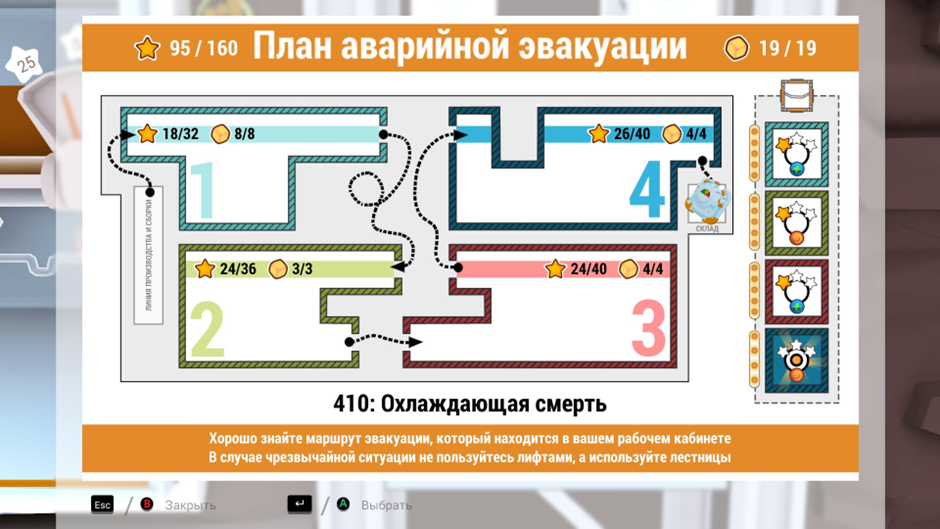 25
95 / 160 План аварийной эвакуации 19 / 19
18/32 8/8
1
26/40 4/4
4
ЛИНИЯ ПРОИЗВОДСТВА И СБОРКИ
СКЛАД
24/36 3/3
2
24/40 4/4
3
410: Охлаждающая смерть
Хорошо знайте маршрут эвакуации, который находится в вашем рабочем кабинете
В случае чрезвычайной ситуации не пользуйтесь лифтами, а используйте лестницы
Esc / B Закрыть / A Выбрать